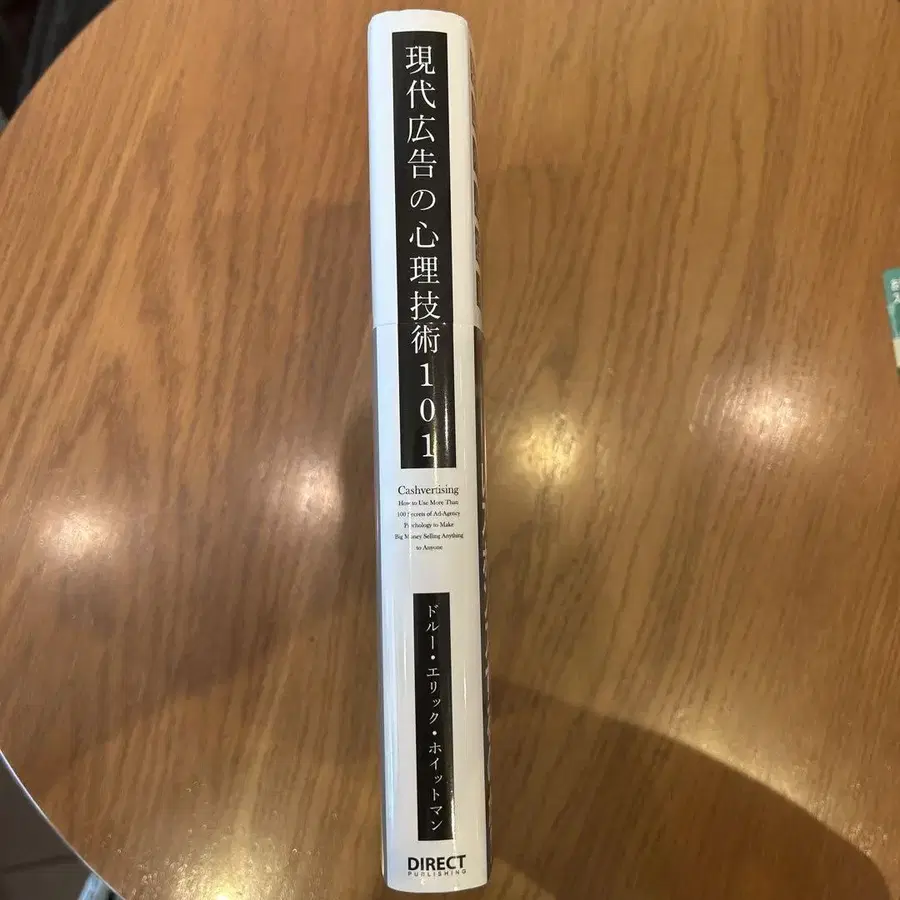 現代広告の心理技術101
Cashvertising
How to Use More Than
100 Secrets of Ad-Agency
Psychology to Make
Big Money Selling Anything
to Anyone
ドルー・エリック・ホイットマン
DIRECT
PUBLISHING